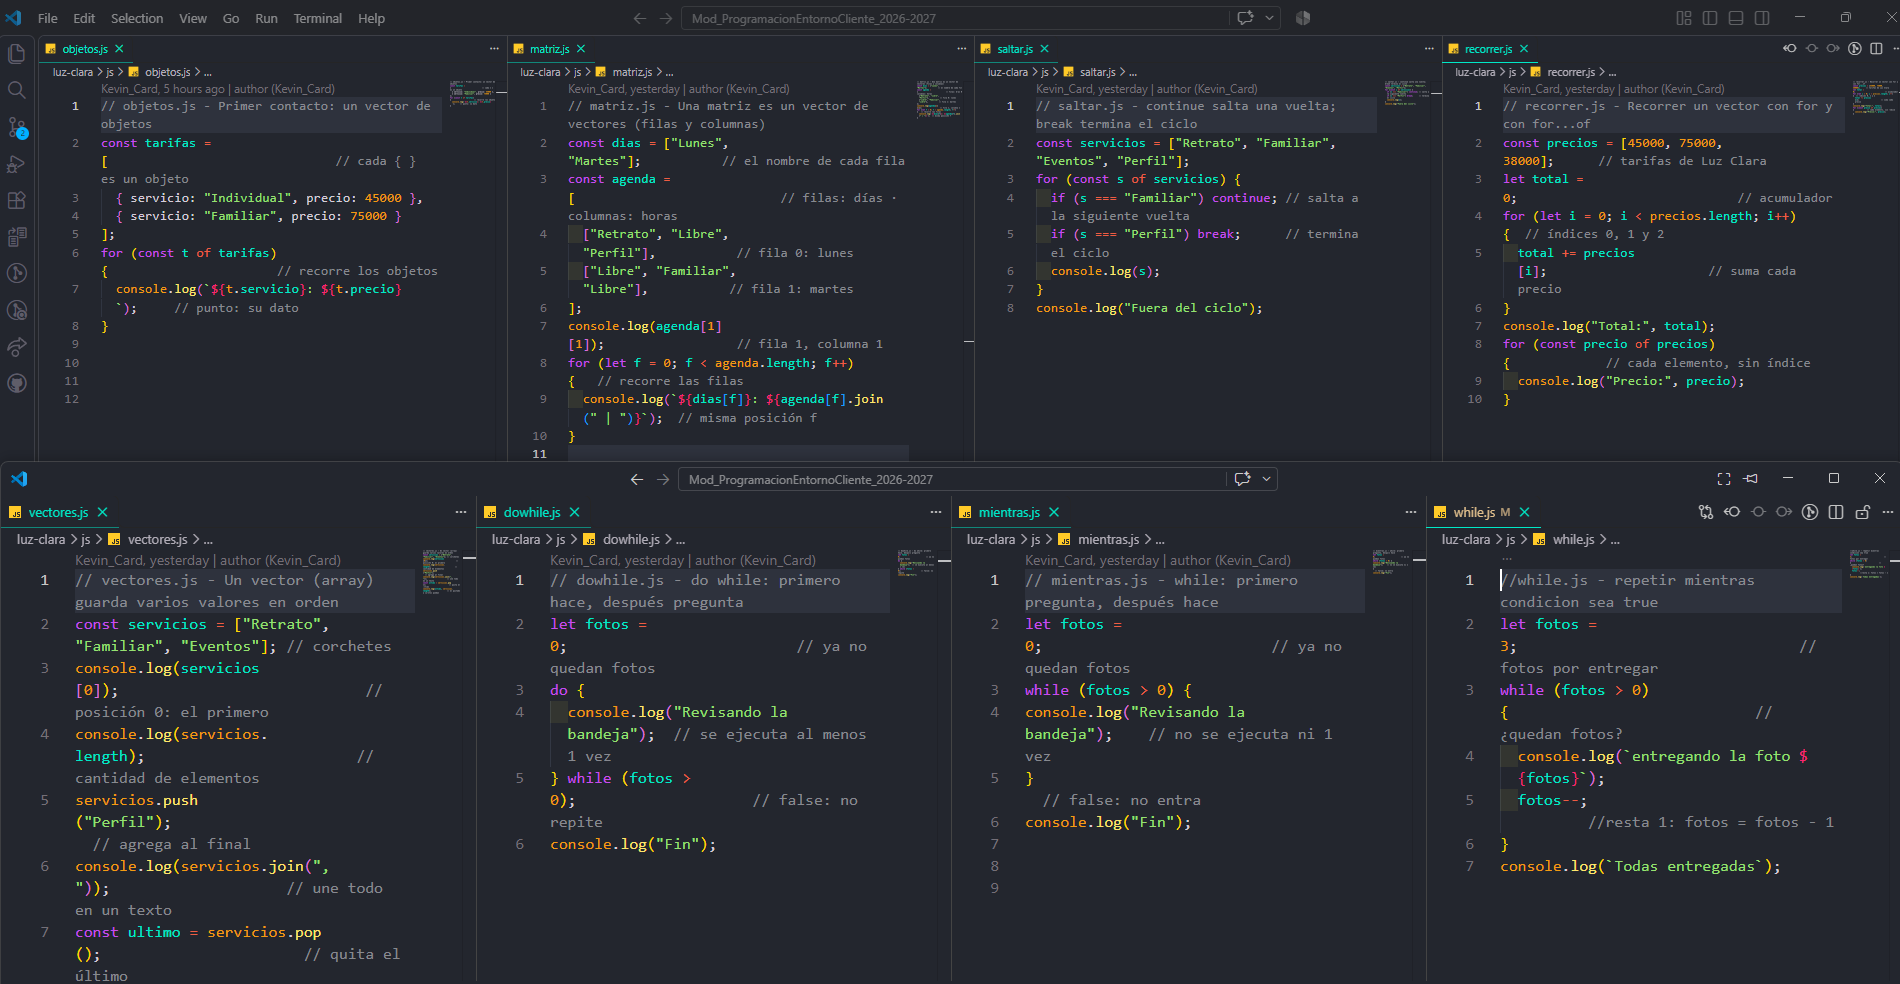 File Edit Selection View Go Run Terminal Help
Mod_ProgramacionEntornoCliente_2026-2027
2
JS objetos.js
luz-clara > js > JS objetos.js > ...
Kevin_Card, 5 hours ago | author (Kevin_Card)
1 // objetos.js - Primer contacto: un vector de
objetos
2 const tarifas =
[ // cada { }
es un objeto
3 { servicio: "Individual", precio: 45000 },
4 { servicio: "Familiar", precio: 75000 }
5 ];
6 for (const t of tarifas)
{ // recorre los objetos
7 console.log(`${t.servicio}: ${t.precio}
`); // punto: su dato
8 }
9
10
11
12
JS matriz.js
luz-clara > js > JS matriz.js > ...
Kevin_Card, yesterday | author (Kevin_Card)
1 // matriz.js - Una matriz es un vector de
vectores (filas y columnas)
2 const dias = ["Lunes",
"Martes"]; // el nombre de cada fila
3 const agenda =
[ // filas: días ·
columnas: horas
4 ["Retrato", "Libre",
"Perfil"], // fila 0: lunes
5 ["Libre", "Familiar",
"Libre"], // fila 1: martes
6 ];
7 console.log(agenda[1]
[1]); // fila 1, columna 1
8 for (let f = 0; f < agenda.length; f++)
{ // recorre las filas
9 console.log(`${dias[f]}: ${agenda[f].join
(" | ")}`); // misma posición f
10 }
11
JS saltar.js
luz-clara > js > JS saltar.js > ...
Kevin_Card, yesterday | author (Kevin_Card)
1 // saltar.js - continue salta una vuelta;
break termina el ciclo
2 const servicios = ["Retrato", "Familiar",
"Eventos", "Perfil"];
3 for (const s of servicios) {
4 if (s === "Familiar") continue; // salta a
la siguiente vuelta
5 if (s === "Perfil") break; // termina
el ciclo
6 console.log(s);
7 }
8 console.log("Fuera del ciclo");
JS recorrer.js
luz-clara > js > JS recorrer.js > ...
Kevin_Card, yesterday | author (Kevin_Card)
1 // recorrer.js - Recorrer un vector con for y
con for...of
2 const precios = [45000, 75000,
38000]; // tarifas de Luz Clara
3 let total =
0; // acumulador
4 for (let i = 0; i < precios.length; i++)
{ // índices 0, 1 y 2
5 total += precios
[i]; // suma cada
precio
6 }
7 console.log("Total:", total);
8 for (const precio of precios)
{ // cada elemento, sin índice
9 console.log("Precio:", precio);
10 }
Mod_ProgramacionEntornoCliente_2026-2027
JS vectores.js
luz-clara > js > JS vectores.js > ...
Kevin_Card, yesterday | author (Kevin_Card)
1 // vectores.js - Un vector (array)
guarda varios valores en orden
2 const servicios = ["Retrato",
"Familiar", "Eventos"]; // corchetes
3 console.log(servicios
[0]); //
posición 0: el primero
4 console.log(servicios.
length); //
cantidad de elementos
5 servicios.push
("Perfil");
// agrega al final
6 console.log(servicios.join(",
")); // une todo
en un texto
7 const ultimo = servicios.pop
(); // quita el
último
JS dowhile.js
luz-clara > js > JS dowhile.js > ...
Kevin_Card, yesterday | author (Kevin_Card)
1 // dowhile.js - do while: primero
hace, después pregunta
2 let fotos =
0; // ya no
quedan fotos
3 do {
4 console.log("Revisando la
bandeja"); // se ejecuta al menos
1 vez
5 } while (fotos >
0); // false: no
repite
6 console.log("Fin");
JS mientras.js
luz-clara > js > JS mientras.js > ...
Kevin_Card, yesterday | author (Kevin_Card)
1 // mientras.js - while: primero
pregunta, después hace
2 let fotos =
0; // ya no
quedan fotos
3 while (fotos > 0) {
4 console.log("Revisando la
bandeja"); // no se ejecuta ni 1
vez
5 }
// false: no entra
6 console.log("Fin");
7
8
9
JS while.js M
luz-clara > js > JS while.js > ...
1 //while.js - repetir mientras
condicion sea true
2 let fotos =
3; //
fotos por entregar
3 while (fotos > 0)
{ //
¿quedan fotos?
4 console.log(`entregando la foto $
{fotos}`);
5 fotos--;
//resta 1: fotos = fotos - 1
6 }
7 console.log(`Todas entregadas`);